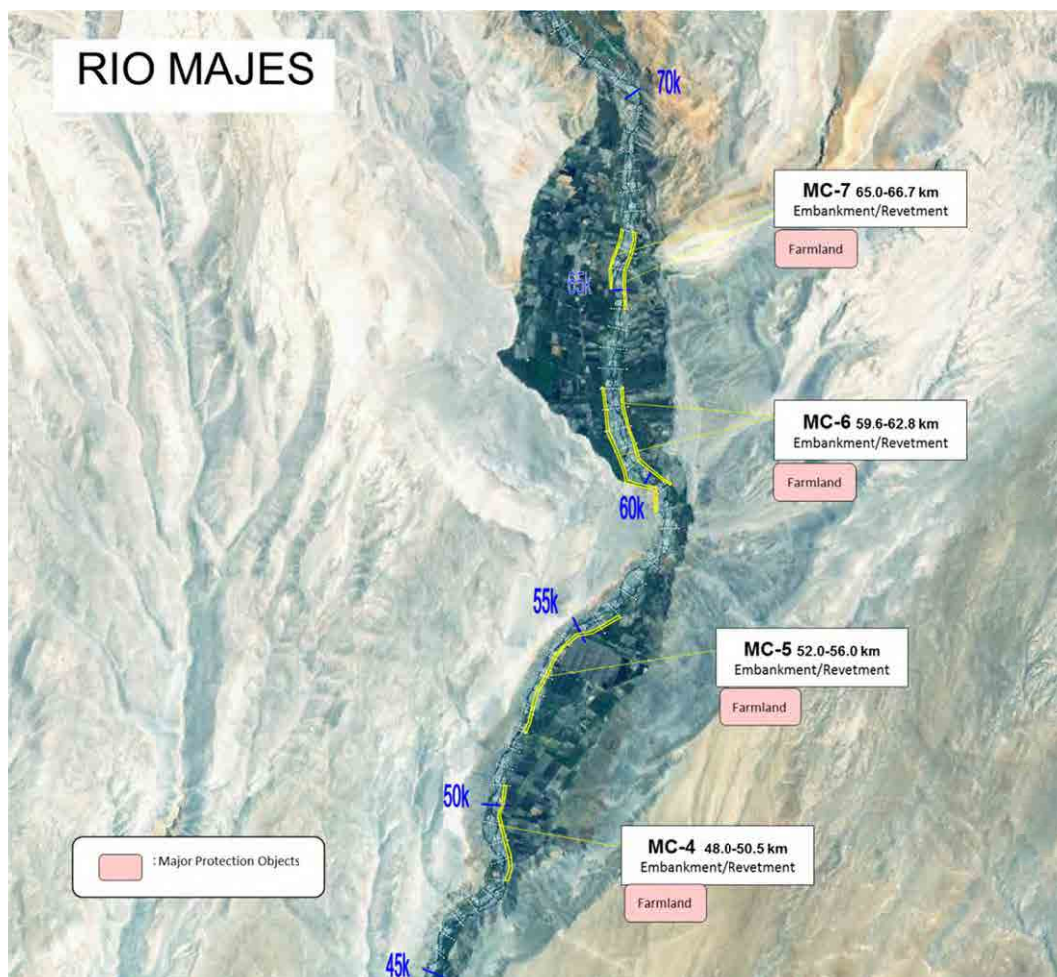 RIO MAJES
70k
MC-7 65.0-66.7 km
Embankment/Revetment
Farmland
65k
MC-6 59.6-62.8 km
Embankment/Revetment
Farmland
60k
55k
MC-5 52.0-56.0 km
Embankment/Revetment
Farmland
50k
MC-4 48.0-50.5 km
Embankment/Revetment
Farmland
: Major Protection Objects
45k